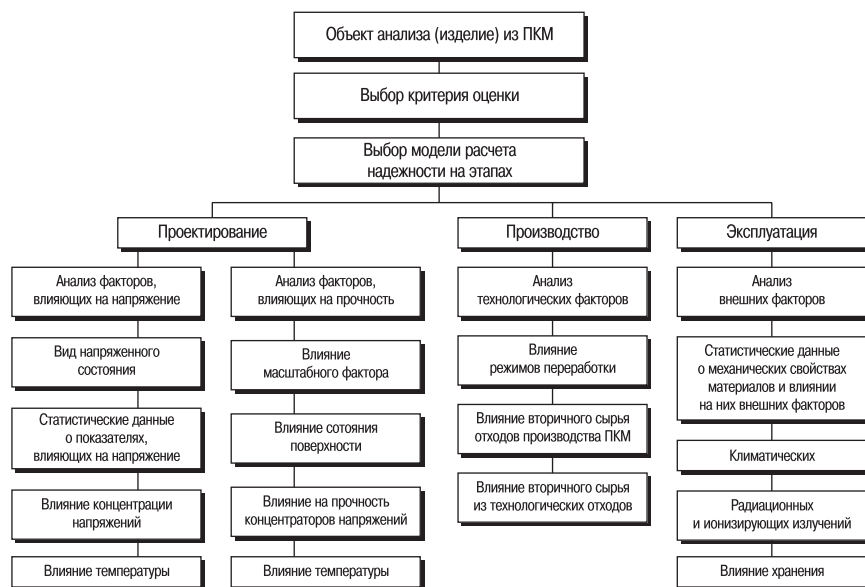 Объект анализа (изделие) из ПКМ
Выбор критерия оценки
Выбор модели расчета
надежности на этапах
Проектирование
Анализ факторов,
влияющих на напряжение
Вид напряженного
состояния
Статистические данные
о показателях,
влияющих на напряжение
Влияние концентрации
напряжений
Влияние температуры
Анализ факторов,
влияющих на прочность
Влияние
масштабного фактора
Влияние сотояния
поверхности
Влияние на прочность
концентраторов напряжений
Влияние температуры
Производство
Анализ
технологических факторов
Влияние
режимов переработки
Влияние вторичного сырья
отходов производства ПКМ
Влияние вторичного сырья
из технологических отходов
Эксплуатация
Анализ
внешних факторов
Статистические данные
о механических свойствах
материалов и влиянии
на них внешних факторов
Климатических
Радиационных
и ионизирующих излучений
Влияние хранения